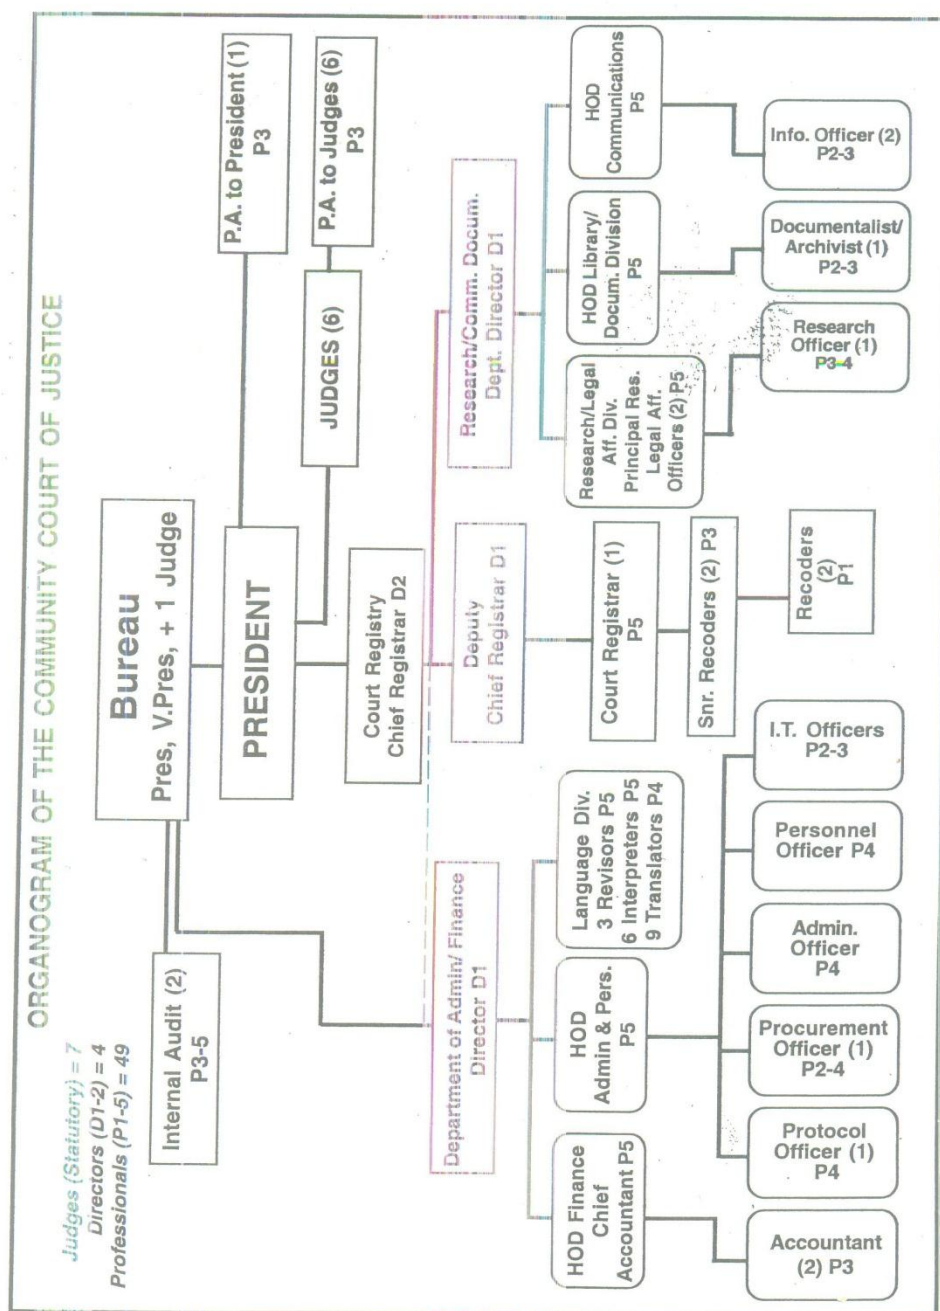 ORGANOGRAM OF THE COMMUNITY COURT OF JUSTICE
Judges (Statutory) = 7
Directors (D1-2) = 4
Professionals (P1-5) = 49
Bureau
Pres, V.Pres, + 1 Judge
Internal Audit (2)
P3-5
PRESIDENT
P.A. to President (1)
P3
JUDGES (6)
P.A. to Judges (6)
P3
Court Registry
Chief Registrar D2
Department of Admin/ Finance
Director D1
Deputy
Chief Registrar D1
Research/Comm. Docum.
Dept. Director D1
HOD Finance
Chief
Accountant P5
HOD
Admin & Pers.
P5
Language Div.
3 Revisors P5
6 Interpreters P5
9 Translators P4
Court Registrar (1)
P5
Research/Legal
Aff. Div.
Principal Res.
Legal Aff.
Officers (2) P5
HOD Library/
Docum. Division
P5
HOD
Communications
P5
Snr. Recoders (2) P3
Recoders
(2)
P1
Accountant
(2) P3
Protocol
Officer (1)
P4
Procurement
Officer (1)
P2-4
Admin.
Officer
P4
Personnel
Officer P4
I.T. Officers
P2-3
Research
Officer (1)
P3-4
Documentalist/
Archivist (1)
P2-3
Info. Officer (2)
P2-3